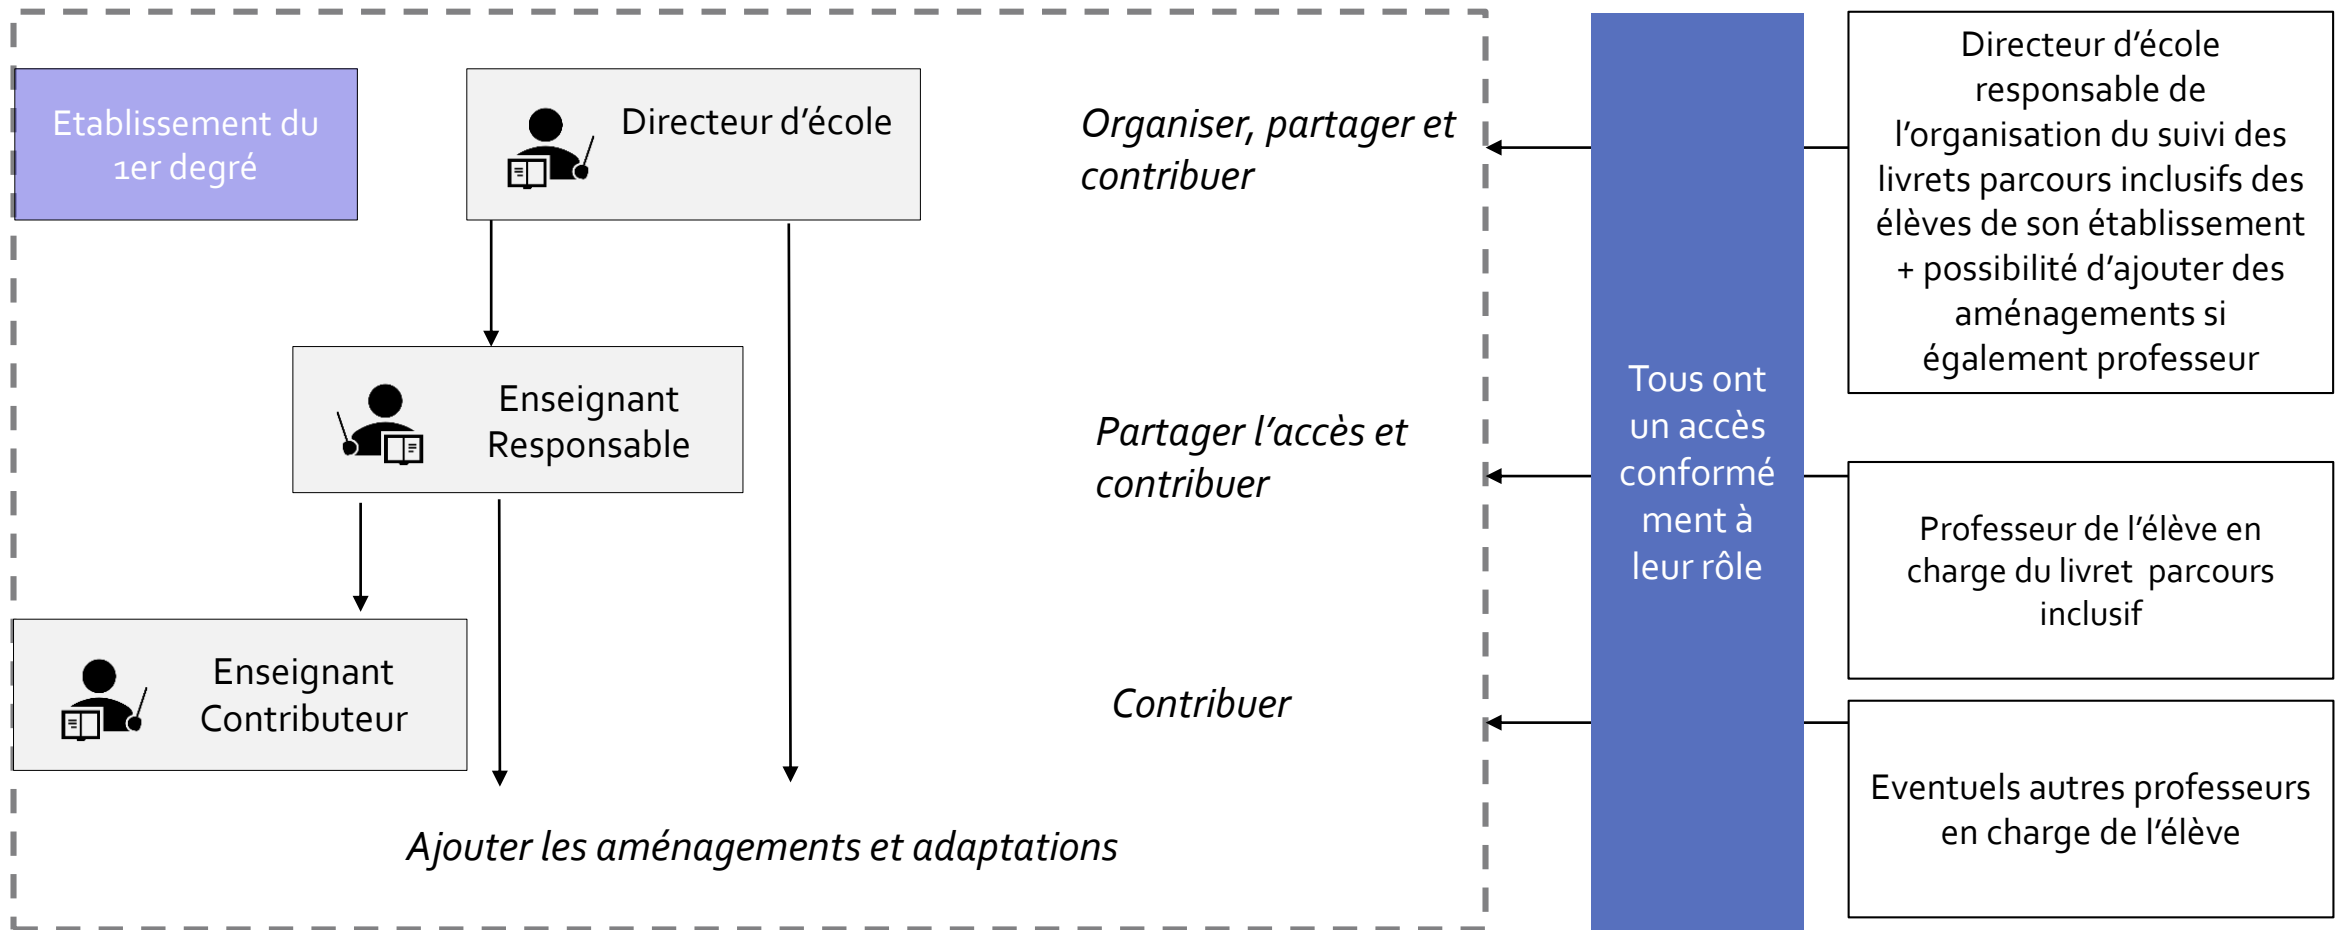 Etablissement du
1er degré
Directeur d’école
Organiser, partager et
contribuer
Enseignant
Responsable
Partager l’accès et
contribuer
Enseignant
Contributeur
Contribuer
Ajouter les aménagements et adaptations
Tous ont
un accès
conformé
ment à
leur rôle
Directeur d’école
responsable de
l’organisation du suivi des
livrets parcours inclusifs des
élèves de son établissement
+ possibilité d’ajouter des
aménagements si
également professeur
Professeur de l’élève en
charge du livret  parcours
inclusif
Eventuels autres professeurs
en charge de l’élève